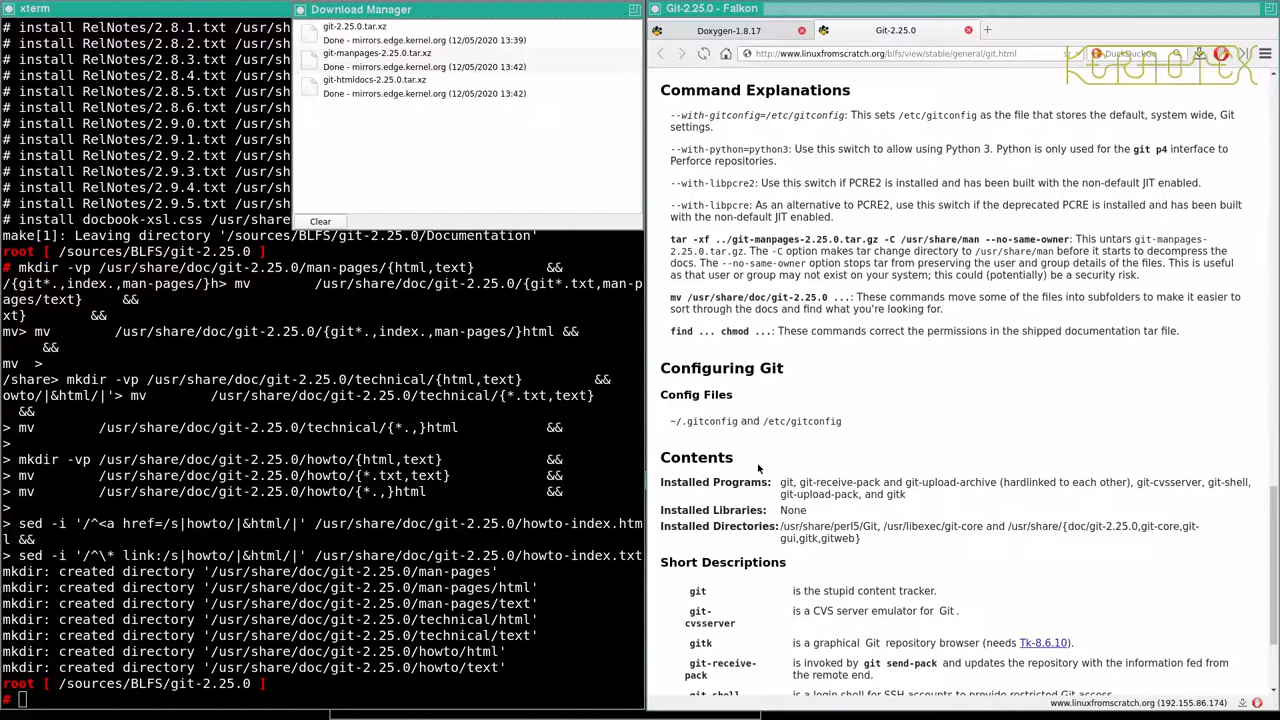 xterm
# install RelNotes/2.8.1.txt /usr/sh
# install RelNotes/2.8.2.txt /usr/sh
# install RelNotes/2.8.3.txt /usr/sh
# install RelNotes/2.8.4.txt /usr/sh
# install RelNotes/2.8.5.txt /usr/sh
# install RelNotes/2.8.6.txt /usr/sh
# install RelNotes/2.9.0.txt /usr/sh
# install RelNotes/2.9.1.txt /usr/sh
# install RelNotes/2.9.2.txt /usr/sh
# install RelNotes/2.9.3.txt /usr/sh
# install RelNotes/2.9.4.txt /usr/sh
# install RelNotes/2.9.5.txt /usr/sh
# install docbook-xsl.css /usr/share
make[1]: Leaving directory '/sources/BLFS/git-2.25.0/Documentation'
root [ /sources/BLFS/git-2.25.0 ]
# mkdir -vp /usr/share/doc/git-2.25.0/man-pages/{html,text} &&
/{git*.,index.,man-pages/}h> mv /usr/share/doc/git-2.25.0/{git*.txt,man-p
ages/text} &&
xt} &&
mv> mv /usr/share/doc/git-2.25.0/{git*.,index.,man-pages/}html &&
&&
mv >
/share> mkdir -vp /usr/share/doc/git-2.25.0/technical/{html,text} &&
owto/|&html/|'> mv /usr/share/doc/git-2.25.0/technical/{*.txt,text}
&&
> mv /usr/share/doc/git-2.25.0/technical/{*.,}html &&
>
> mkdir -vp /usr/share/doc/git-2.25.0/howto/{html,text} &&
> mv /usr/share/doc/git-2.25.0/howto/{*.txt,text} &&
> mv /usr/share/doc/git-2.25.0/howto/{*.,}html &&
>
> sed -i '/^<a href=/s|howto/|&html/|' /usr/share/doc/git-2.25.0/howto-index.htm
l &&
> sed -i '/^\* link:/s|howto/|&html/|' /usr/share/doc/git-2.25.0/howto-index.txt
mkdir: created directory '/usr/share/doc/git-2.25.0/man-pages'
mkdir: created directory '/usr/share/doc/git-2.25.0/man-pages/html'
mkdir: created directory '/usr/share/doc/git-2.25.0/man-pages/text'
mkdir: created directory '/usr/share/doc/git-2.25.0/technical/html'
mkdir: created directory '/usr/share/doc/git-2.25.0/technical/text'
mkdir: created directory '/usr/share/doc/git-2.25.0/howto/html'
mkdir: created directory '/usr/share/doc/git-2.25.0/howto/text'
root [ /sources/BLFS/git-2.25.0 ]
#
Download Manager
git-2.25.0.tar.xz
Done - mirrors.edge.kernel.org (12/05/2020 13:39)
git-manpages-2.25.0.tar.xz
Done - mirrors.edge.kernel.org (12/05/2020 13:42)
git-htmldocs-2.25.0.tar.xz
Done - mirrors.edge.kernel.org (12/05/2020 13:42)
Clear
Git-2.25.0 - Falkon
Doxygen-1.8.17
Git-2.25.0
http://www.linuxfromscratch.org/blfs/view/stable/general/git.html
DuckDuckGo
KERNOTEX
Command Explanations
--with-gitconfig=/etc/gitconfig: This sets /etc/gitconfig as the file that stores the default, system wide, Git
settings.
--with-python=python3: Use this switch to allow using Python 3. Python is only used for the git p4 interface to
Perforce repositories.
--with-libpcre2: Use this switch if PCRE2 is installed and has been built with the non-default JIT enabled.
--with-libpcre: As an alternative to PCRE2, use this switch if the deprecated PCRE is installed and has been built
with the non-default JIT enabled.
tar -xf ../git-manpages-2.25.0.tar.gz -C /usr/share/man --no-same-owner: This untars git-manpages-
2.25.0.tar.gz. The -C option makes tar change directory to /usr/share/man before it starts to decompress the
docs. The --no-same-owner option stops tar from preserving the user and group details of the files. This is useful
as that user or group may not exist on your system; this could (potentially) be a security risk.
mv /usr/share/doc/git-2.25.0 ...: These commands move some of the files into subfolders to make it easier to
sort through the docs and find what you're looking for.
find ... chmod ...: These commands correct the permissions in the shipped documentation tar file.
Configuring Git
Config Files
~/.gitconfig and /etc/gitconfig
Contents
Installed Programs: git, git-receive-pack and git-upload-archive (hardlinked to each other), git-cvsserver, git-shell,
git-upload-pack, and gitk
Installed Libraries: None
Installed Directories: /usr/share/perl5/Git, /usr/libexec/git-core and /usr/share/{doc/git-2.25.0,git-core,git-
gui,gitk,gitweb}
Short Descriptions
git is the stupid content tracker.
git-
cvsserver is a CVS server emulator for Git .
gitk is a graphical Git repository browser (needs Tk-8.6.10).
git-receive-
pack is invoked by git send-pack and updates the repository with the information fed from
the remote end.
git-shell is a login shell for SSH accounts to provide restricted Git access.
www.linuxfromscratch.org (192.155.86.174)